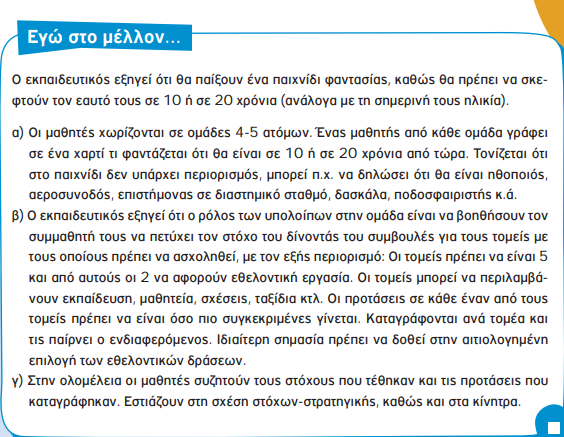 Εγώ στο μέλλον...
Ο εκπαιδευτικός εξηγεί ότι θα παίξουν ένα παιχνίδι φαντασίας, καθώς θα πρέπει να σκε-
φτούν τον εαυτό τους σε 10 ή σε 20 χρόνια (ανάλογα με τη σημερινή τους ηλικία).
α) Οι μαθητές χωρίζονται σε ομάδες 4-5 ατόμων. Ένας μαθητής από κάθε ομάδα γράφει
σε ένα χαρτί τι φαντάζεται ότι θα είναι σε 10 ή σε 20 χρόνια από τώρα. Τονίζεται ότι
στο παιχνίδι δεν υπάρχει περιορισμός, μπορεί π.χ. να δηλώσει ότι θα είναι ηθοποιός,
αεροσυνοδός, επιστήμονας σε διαστημικό σταθμό, δασκάλα, ποδοσφαιριστής κ.ά.
β) Ο εκπαιδευτικός εξηγεί ότι ο ρόλος των υπολοίπων στην ομάδα είναι να βοηθήσουν τον
συμμαθητή τους να πετύχει τον στόχο του δίνοντάς του συμβουλές για τους τομείς με
τους οποίους πρέπει να ασχοληθεί, με τον εξής περιορισμό: Οι τομείς πρέπει να είναι 5
και από αυτούς οι 2 να αφορούν εθελοντική εργασία. Οι τομείς μπορεί να περιλαμβά-
νουν εκπαίδευση, μαθητεία, σχέσεις, ταξίδια κτλ. Οι προτάσεις σε κάθε έναν από τους
τομείς πρέπει να είναι όσο πιο συγκεκριμένες γίνεται. Καταγράφονται ανά τομέα και
τις παίρνει ο ενδιαφερόμενος. Ιδιαίτερη σημασία πρέπει να δοθεί στην αιτιολογημένη
επιλογή των εθελοντικών δράσεων.
γ) Στην ολομέλεια οι μαθητές συζητούν τους στόχους που τέθηκαν και τις προτάσεις που
καταγράφηκαν. Εστιάζουν στη σχέση στόχων-στρατηγικής, καθώς και στα κίνητρα.